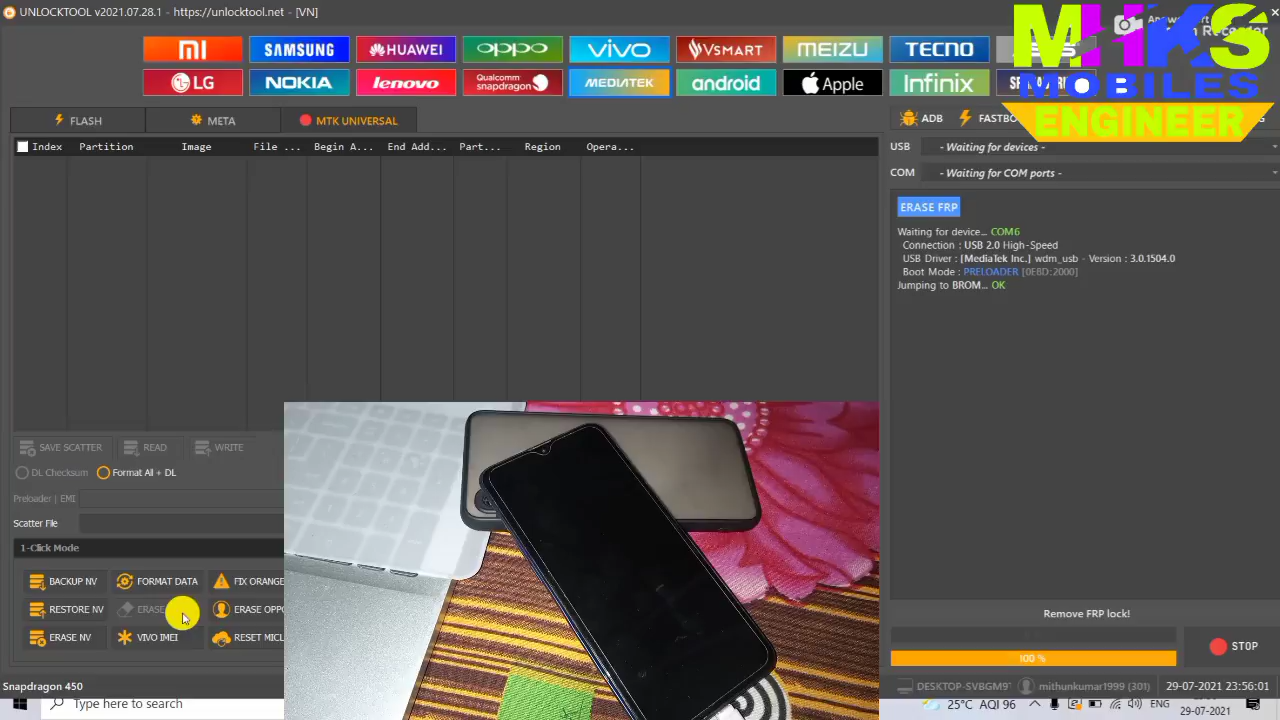 UNLOCKTOOL v2021.07.28.1 - https://unlocktool.net - [VN]
MI SAMSUNG HUAWEI OPPO vivo VSMART MEIZU TECNO
LG NOKIA lenovo Qualcomm snapdragon MEDIATEK android Apple Infinix
MHKS
MOBILES
ENGINEER
FLASH META MTK UNIVERSAL
Index Partition Image File ... Begin A... End Add... Part... Region Opera...
SAVE SCATTER READ WRITE
DL Checksum Format All + DL
Preloader | EMI
Scatter File
1-Click Mode
BACKUP NV FORMAT DATA FIX ORANGE
RESTORE NV ERASE ERASE OPPO
ERASE NV VIVO IMEI RESET MICL
Snapdragon 450
ADB FASTBO
USB - Waiting for devices -
COM - Waiting for COM ports -
ERASE FRP
Waiting for device... COM6
Connection : USB 2.0 High-Speed
USB Driver : [MediaTek Inc.] wdm_usb - Version : 3.0.1504.0
Boot Mode : PRELOADER [0E8D:2000]
Jumping to BROM... OK
Remove FRP lock!
100 %
STOP
DESKTOP-SVBGM9 mithunkumar1999 (301) 29-07-2021 23:56:01
Type here to search
25°C AQI 96 ENG 23:56
29-07-2021